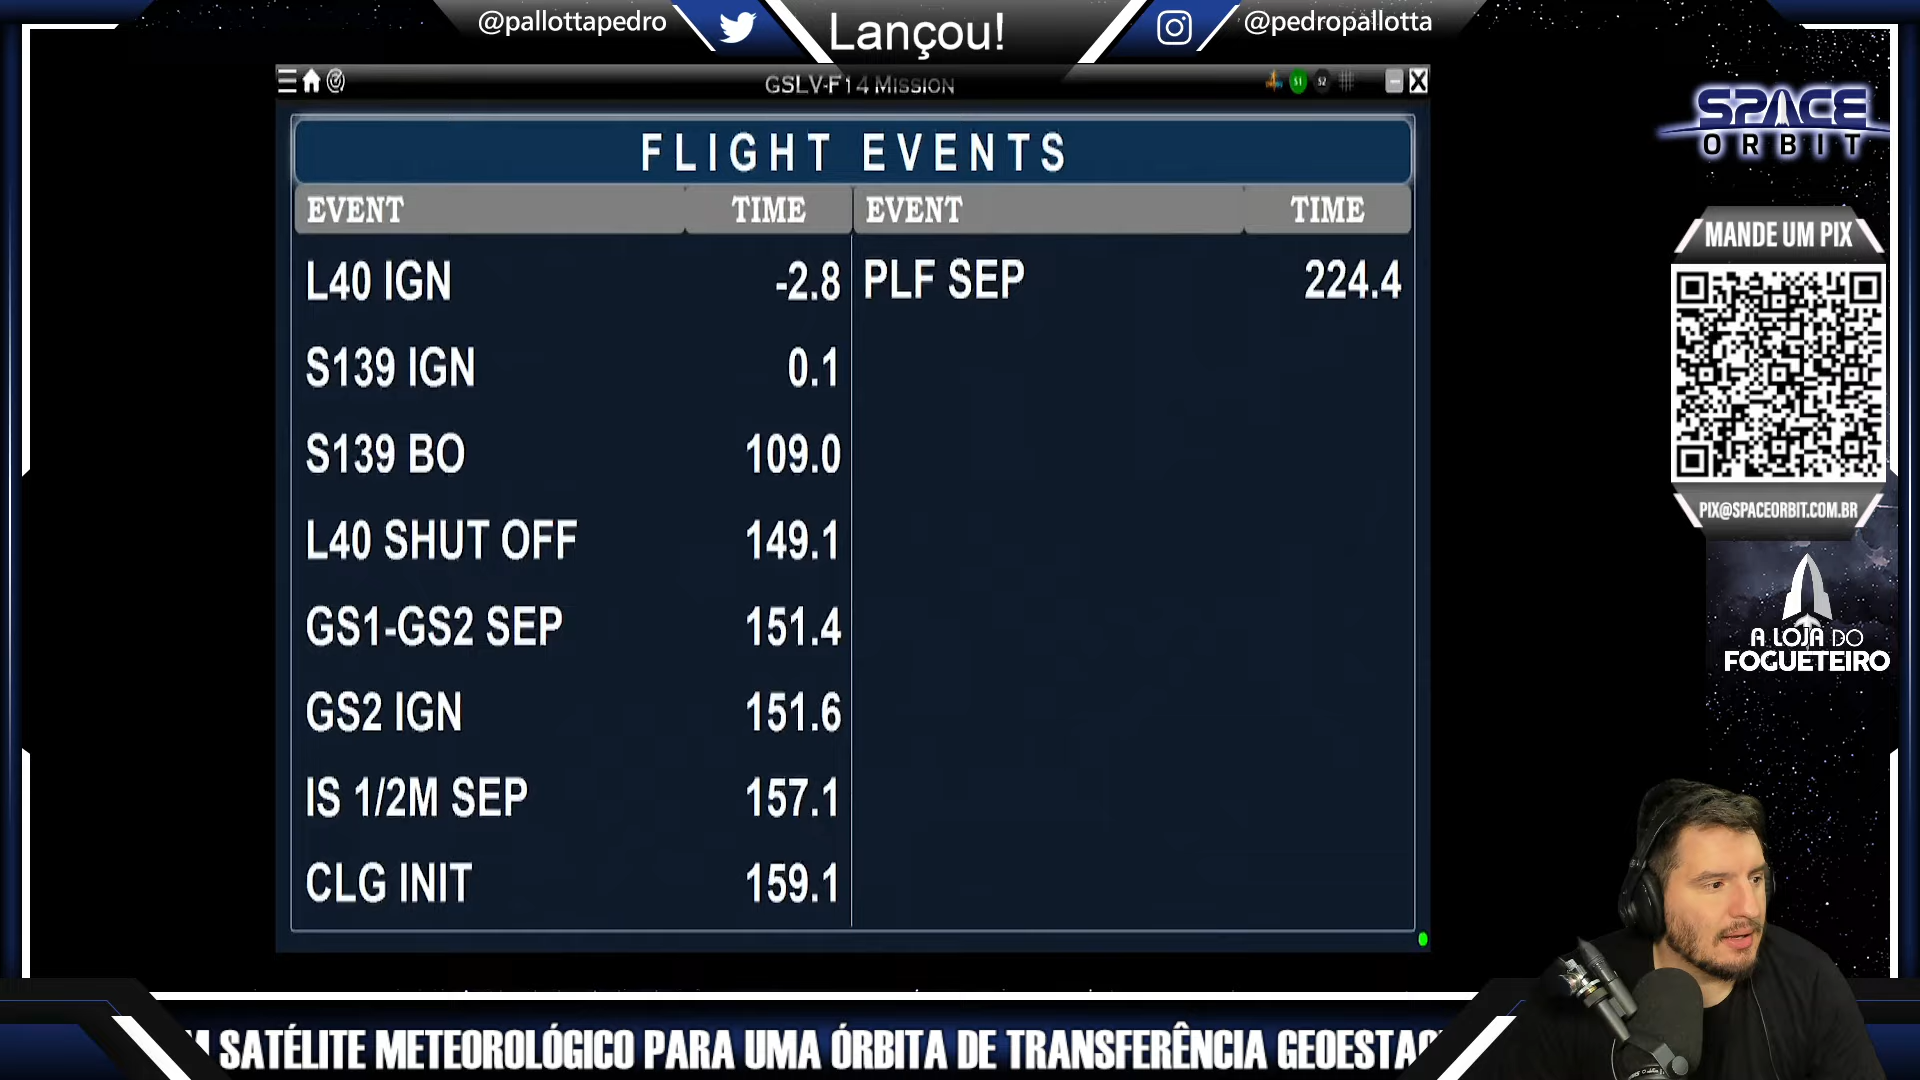 @pallottapedro
Lançou!
@pedropallotta
GSLV-F14 MISSION
S1
S2
FLIGHT EVENTS
EVENT TIME EVENT TIME
L40 IGN -2.8 PLF SEP 224.4
S139 IGN 0.1
S139 BO 109.0
L40 SHUT OFF 149.1
GS1-GS2 SEP 151.4
GS2 IGN 151.6
IS 1/2M SEP 157.1
CLG INIT 159.1
SPACE
ORBIT
MANDE UM PIX
PIX@SPACEORBIT.COM.BR
A LOJA DO
FOGUETEIRO
M SATÉLITE METEOROLÓGICO PARA UMA ÓRBITA DE TRANSFERÊNCIA GEOESTAC